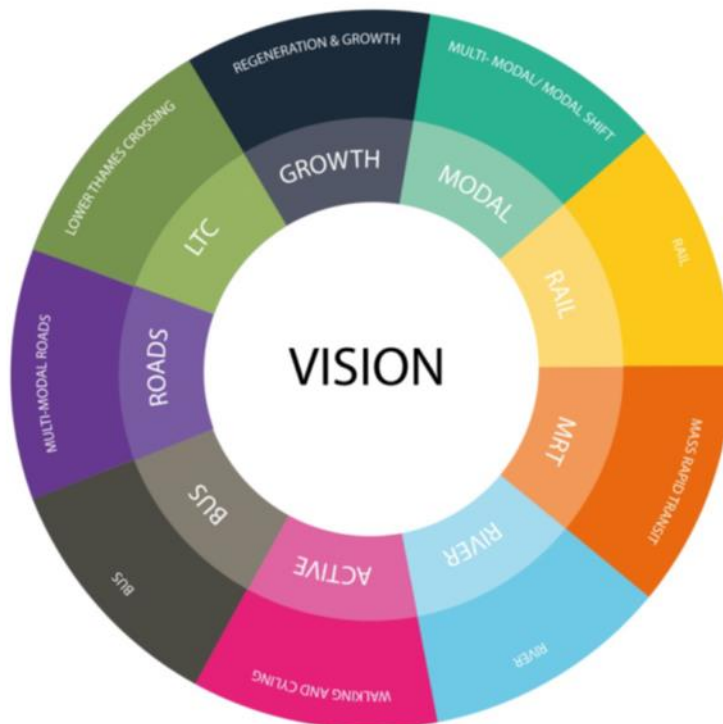 REGENERATION & GROWTH
GROWTH
MULTI- MODAL/ MODAL SHIFT
MODAL
RAIL
RAIL
MASS RAPID TRANSIT
MRT
RIVER
RIVER
WALKING AND CYLING
ACTIVE
BUS
BUS
MULTI-MODAL ROADS
ROADS
LOWER THAMES CROSSING
LTC
VISION